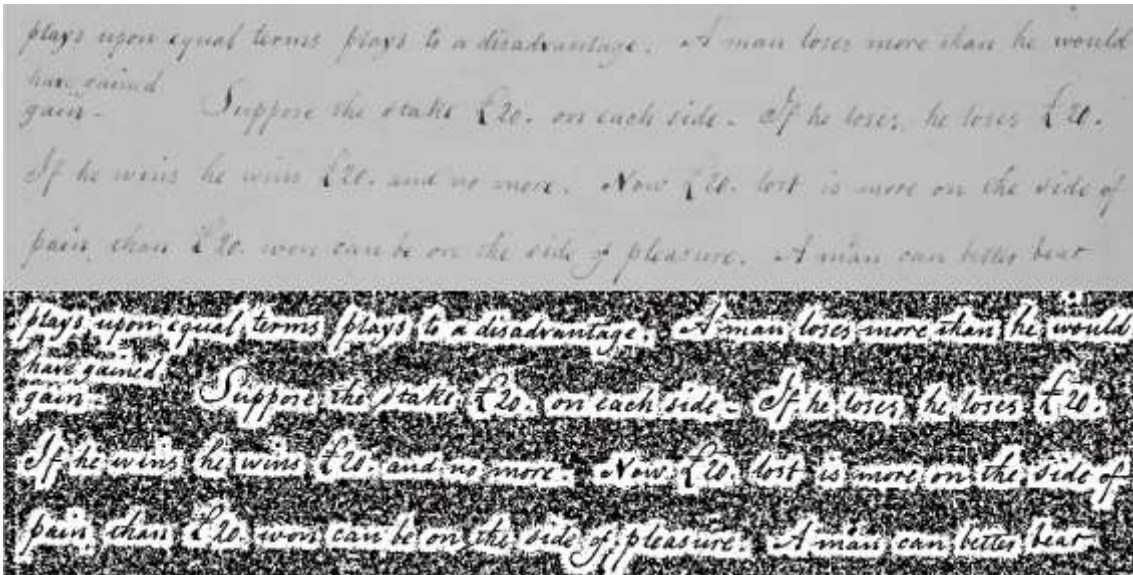 plays upon equal terms plays to a disadvantage. A man loses more than he would
have gained
gain. Suppose the stake £20. on each side. If he loses, he loses £20.
If he wins he wins £20. and no more. Now £20. lost is more on the side of
pain, than £20. won can be on the side of pleasure. A man can better bear
plays upon equal terms plays to a disadvantage. A man loses more than he would
have gained
gain. Suppose the stake £20. on each side. If he loses, he loses £20.
If he wins he wins £20. and no more. Now £20. lost is more on the side of
pain, than £20. won can be on the side of pleasure. A man can better bear